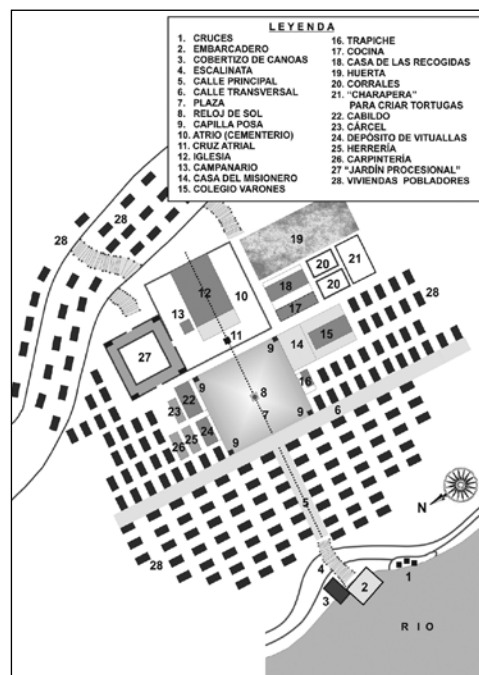 LEYENDA
1. CRUCES
2. EMBARCADERO
3. COBERTIZO DE CANOAS
4. ESCALINATA
5. CALLE PRINCIPAL
6. CALLE TRANSVERSAL
7. PLAZA
8. RELOJ DE SOL
9. CAPILLA POSA
10. ATRIO (CEMENTERIO)
11. CRUZ ATRIAL
12. IGLESIA
13. CAMPANARIO
14. CASA DEL MISIONERO
15. COLEGIO VARONES
16. TRAPICHE
17. COCINA
18. CASA DE LAS RECOGIDAS
19. HUERTA
20. CORRALES
21. "CHARAPERA"
PARA CRIAR TORTUGAS
22. CABILDO
23. CÁRCEL
24. DEPÓSITO DE VITUALLAS
25. HERRERÍA
26. CARPINTERÍA
27 "JARDÍN PROCESIONAL"
28. VIVIENDAS POBLADORES
28
28
19
20
21
20
18
17
12
10
13
11
27
9
14
15
28
16
9
22
23
8
7
9
6
24
25
26
9
5
28
N
4
3
2
1
RIO